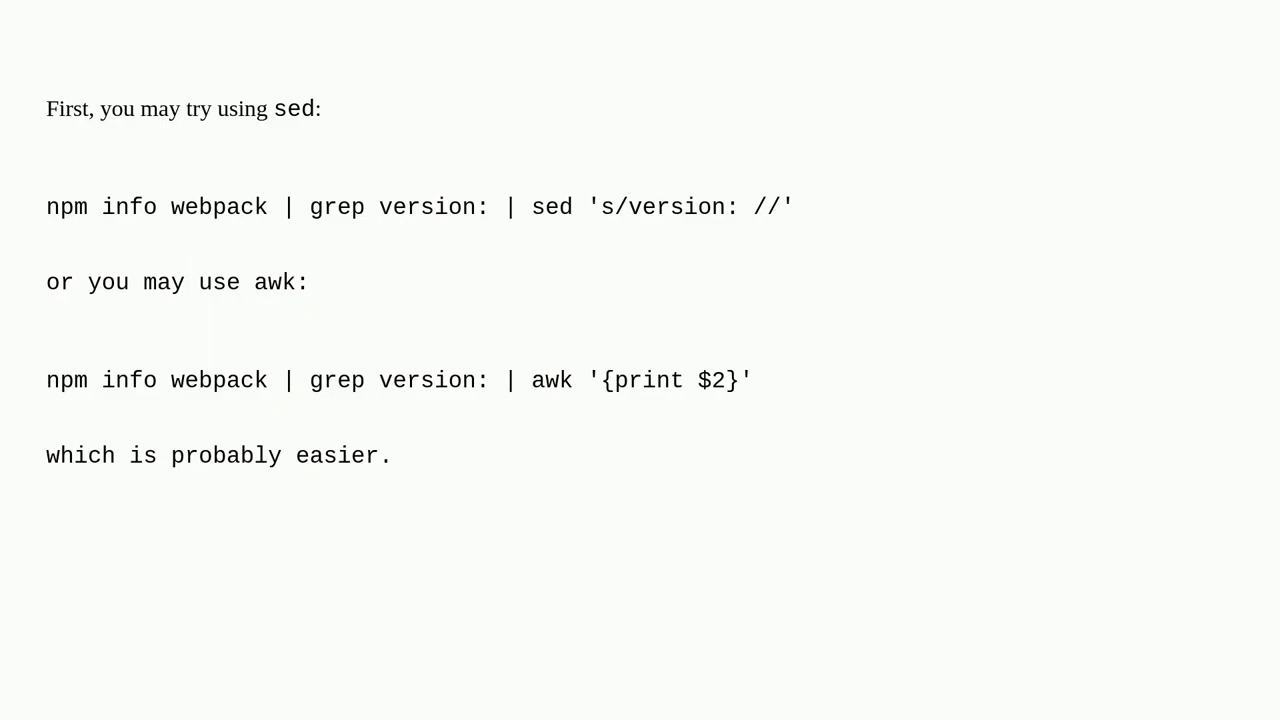 First, you may try using sed:
npm info webpack | grep version: | sed 's/version: //'
or you may use awk:
npm info webpack | grep version: | awk '{print $2}'
which is probably easier.